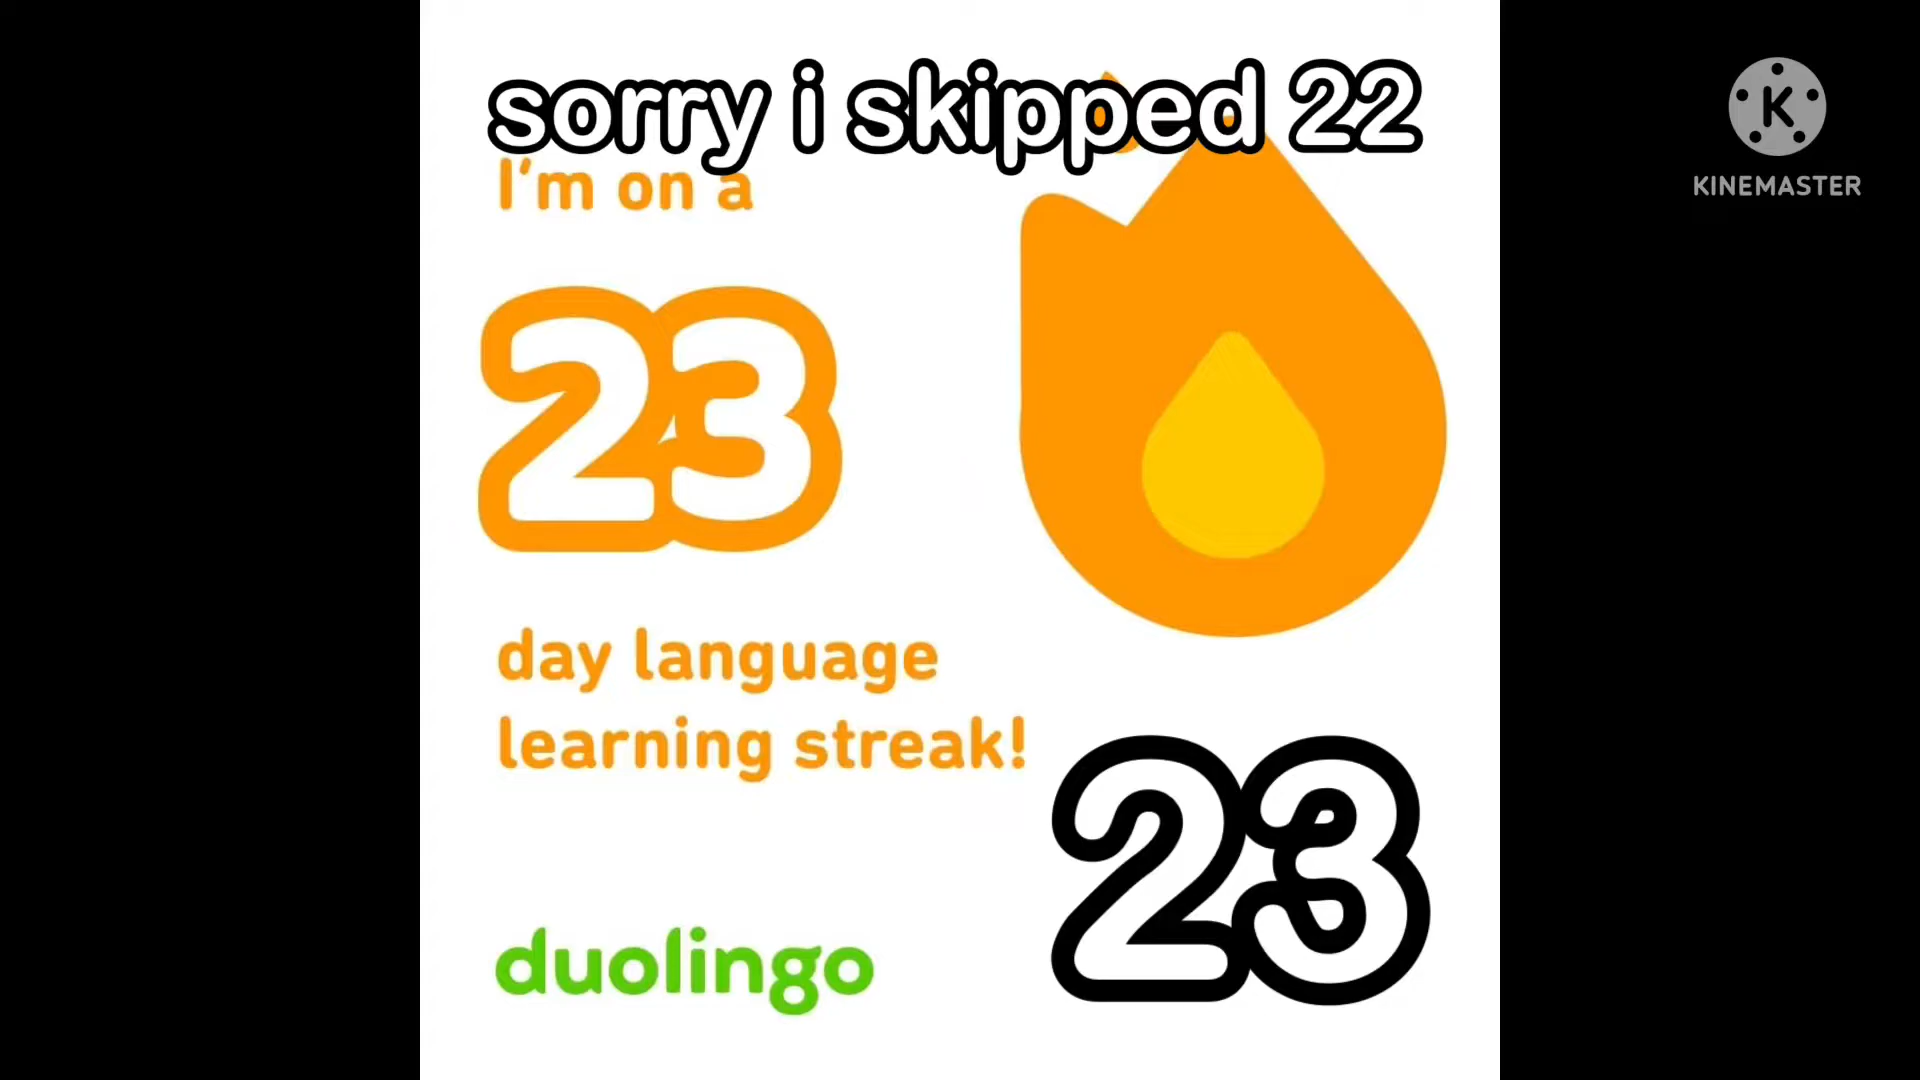 sorry i skipped 22
I'm on a
23
day language
learning streak!
23
duolingo
K
KINEMASTER